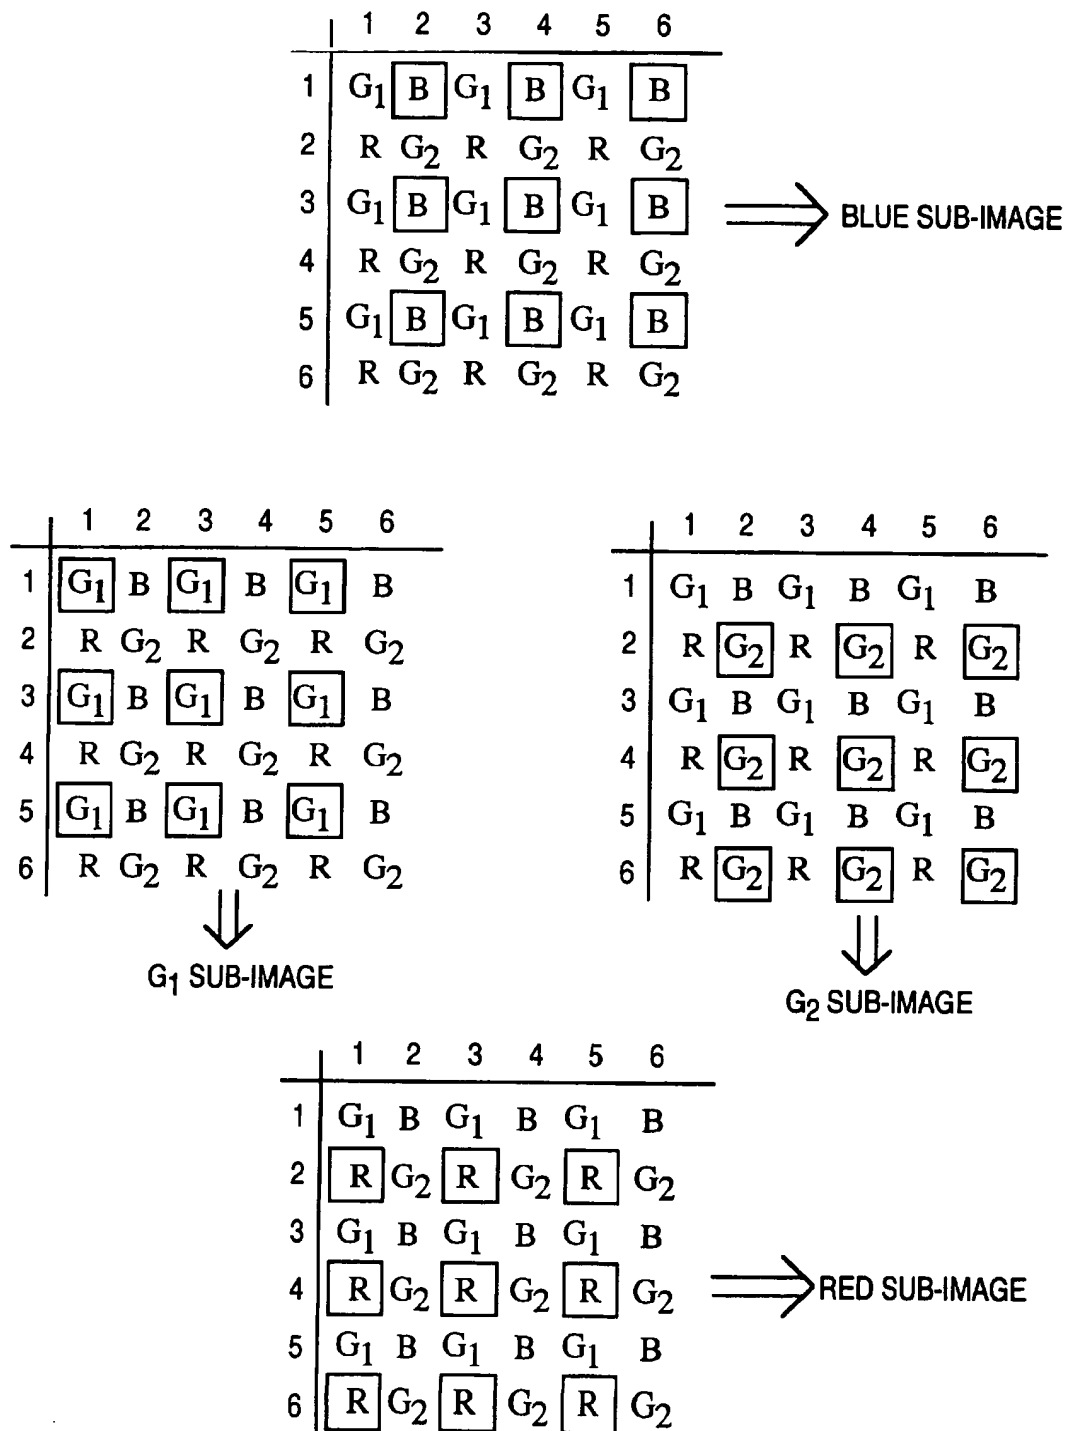 1 2 3 4 5 6
1 G1 B G1 B G1 B
2 R G2 R G2 R G2
3 G1 B G1 B G1 B
BLUE SUB-IMAGE
4 R G2 R G2 R G2
5 G1 B G1 B G1 B
6 R G2 R G2 R G2
1 2 3 4 5 6
1 G1 B G1 B G1 B
2 R G2 R G2 R G2
3 G1 B G1 B G1 B
4 R G2 R G2 R G2
5 G1 B G1 B G1 B
6 R G2 R G2 R G2
G1 SUB-IMAGE
1 2 3 4 5 6
1 G1 B G1 B G1 B
2 R G2 R G2 R G2
3 G1 B G1 B G1 B
4 R G2 R G2 R G2
5 G1 B G1 B G1 B
6 R G2 R G2 R G2
G2 SUB-IMAGE
1 2 3 4 5 6
1 G1 B G1 B G1 B
2 R G2 R G2 R G2
3 G1 B G1 B G1 B
4 R G2 R G2 R G2
RED SUB-IMAGE
5 G1 B G1 B G1 B
6 R G2 R G2 R G2